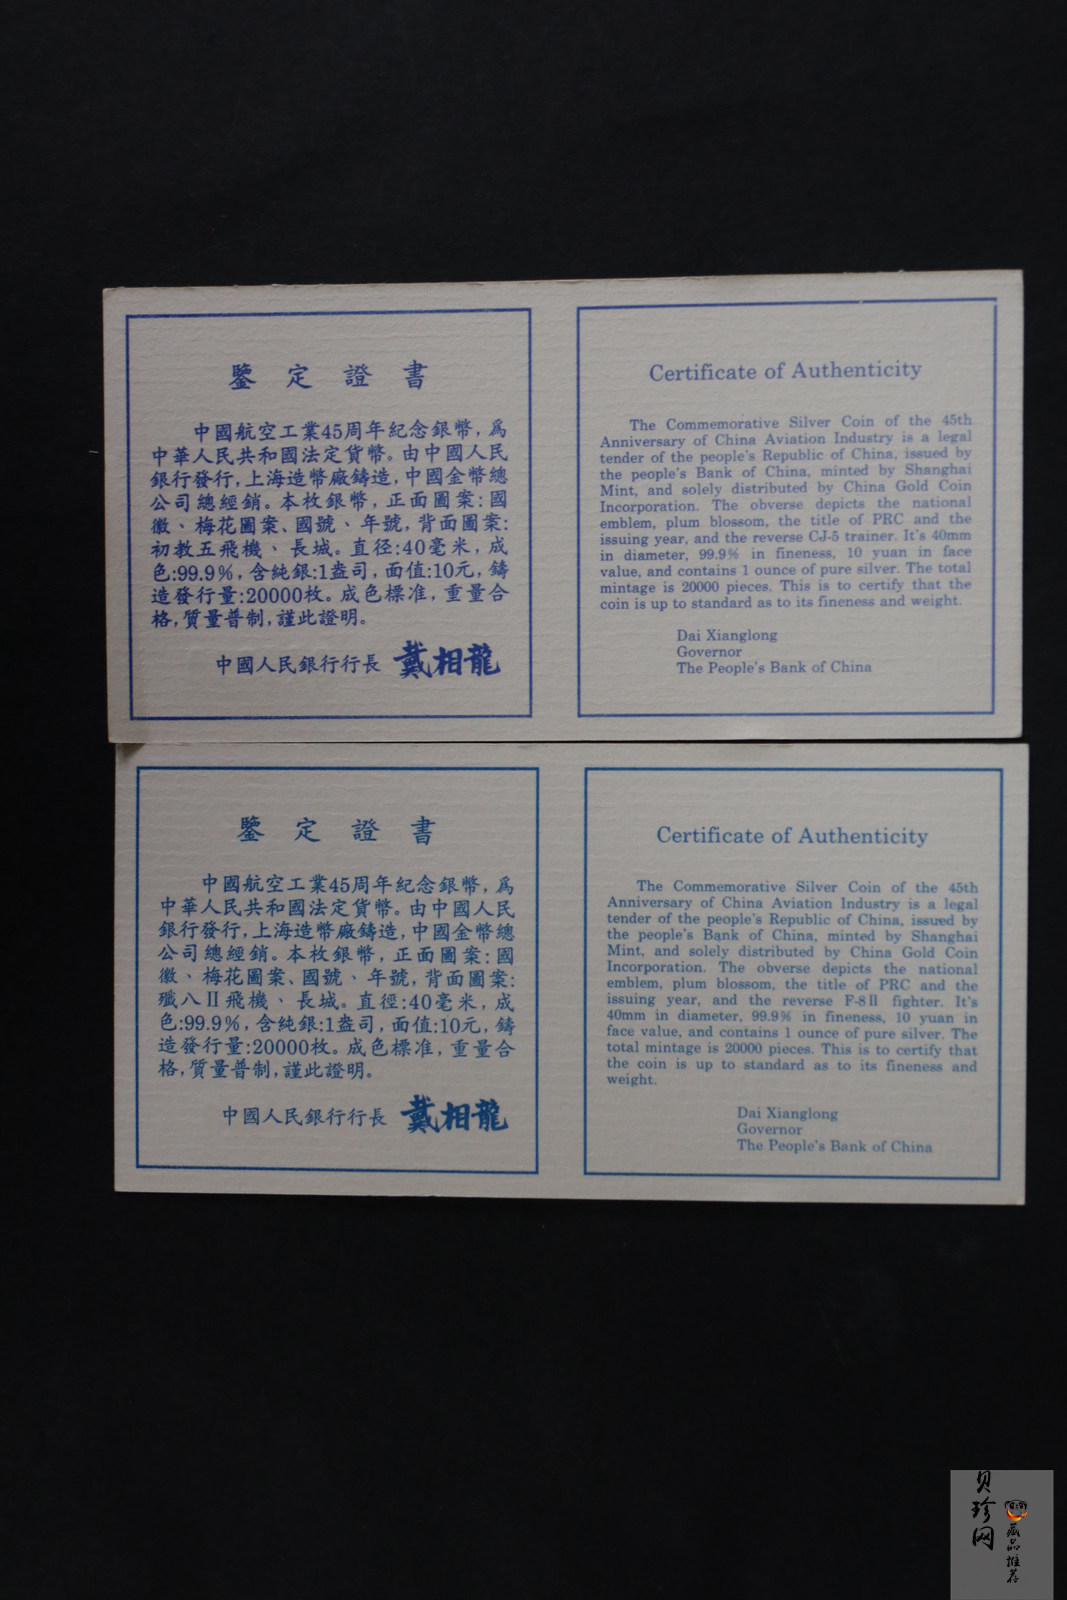 鑒定證書
中國航空工業45周年紀念銀幣，爲
中華人民共和國法定貨幣。由中國人民
銀行發行，上海造幣廠鑄造，中國金幣總
公司總經銷。本枚銀幣，正面圖案：國
徽、梅花圖案、國號、年號，背面圖案：
初教五飛機、長城。直径：40毫米，成
色：99.9%，含純銀：1盎司，面值：10元，鑄
造發行量：20000枚。成色標准，重量合
格，質量普制，謹此證明。
中國人民銀行行長 戴相龍
Certificate of Authenticity
The Commemorative Silver Coin of the 45th
Anniversary of China Aviation Industry is a legal
tender of the people's Republic of China, issued by
the people's Bank of China, minted by Shanghai
Mint, and solely distributed by China Gold Coin
Incorporation. The obverse depicts the national
emblem, plum blossom, the title of PRC and the
issuing year, and the reverse CJ-5 trainer. It's 40mm
in diameter, 99.9% in fineness, 10 yuan in face
value, and contains 1 ounce of pure silver. The total
mintage is 20000 pieces. This is to certify that the
coin is up to standard as to its fineness and weight.
Dai Xianglong
Governor
The People's Bank of China
鑒定證書
中國航空工業45周年紀念銀幣，爲
中華人民共和國法定貨幣。由中國人民
銀行發行，上海造幣廠鑄造，中國金幣總
公司總經銷。本枚銀幣，正面圖案：國
徽、梅花圖案、國號、年號，背面圖案：
殲八Ⅱ飛機、長城。直徑：40毫米，成
色：99.9%，含純銀：1盎司，面值：10元，鑄
造發行量：20000枚。成色標准，重量合
格，質量普制，謹此證明。
中國人民銀行行長 戴相龍
Certificate of Authenticity
The Commemorative Silver Coin of the 45th
Anniversary of China Aviation Industry is a legal
tender of the people's Republic of China, issued by
the people's Bank of China, minted by Shanghai
Mint, and solely distributed by China Gold Coin
Incorporation. The obverse depicts the national
emblem, plum blossom, the title of PRC and the
issuing year, and the reverse F-8Ⅱ fighter. It's
40mm in diameter, 99.9% in fineness, 10 yuan in
face value, and contains 1 ounce of pure silver. The
total mintage is 20000 pieces. This is to certify that
the coin is up to standard as to its fineness and
weight.
Dai Xianglong
Governor
The People's Bank of China
贝珍网
藏品推荐